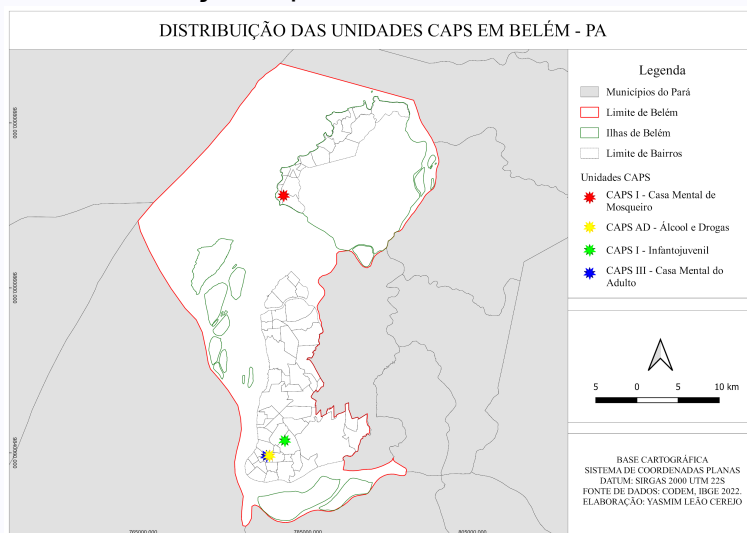 DISTRIBUIÇÃO DAS UNIDADES CAPS EM BELÉM - PA
Legenda
Municípios do Pará
Limite de Belém
Ilhas de Belém
Limite de Bairros
Unidades CAPS
CAPS I - Casa Mental de
Mosqueiro
CAPS AD - Álcool e Drogas
CAPS I - Infantojuvenil
CAPS III - Casa Mental do
Adulto
5 0 5 10 km
BASE CARTOGRÁFICA
SISTEMA DE COORDENADAS PLANAS
DATUM: SIRGAS 2000 UTM 22S
FONTE DE DADOS: CODEM, IBGE 2022.
ELABORAÇÃO: YASMIM LEÃO CEREJO